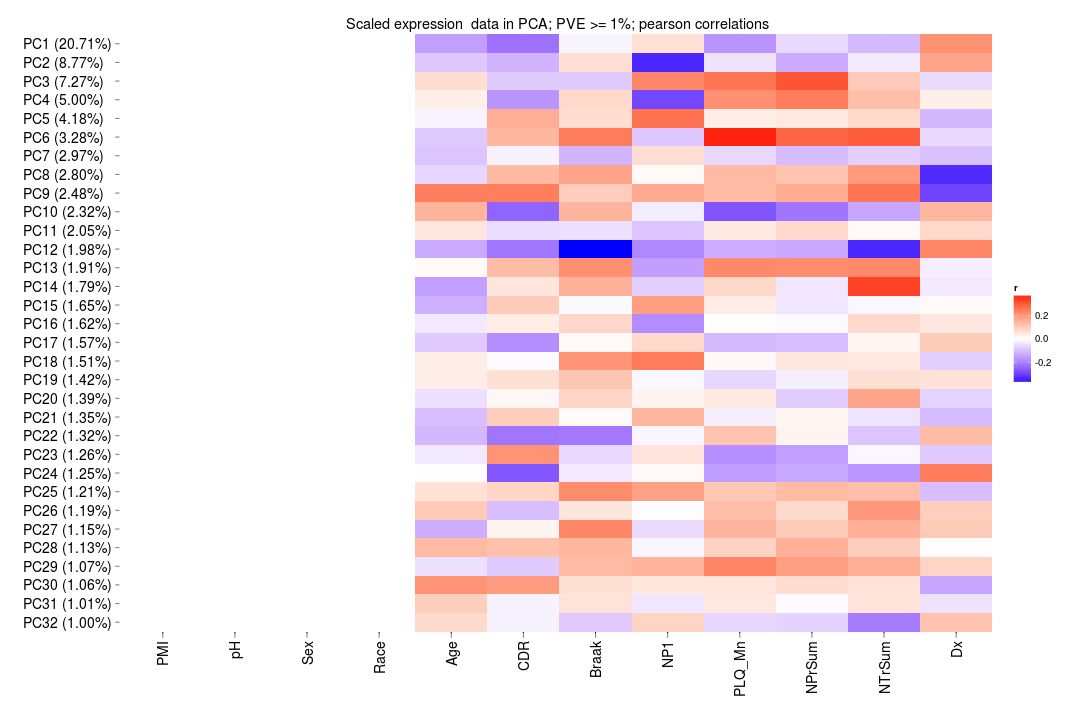 Scaled expression  data in PCA; PVE >= 1%; pearson correlations
PC1 (20.71%)
PC2 (8.77%)
PC3 (7.27%)
PC4 (5.00%)
PC5 (4.18%)
PC6 (3.28%)
PC7 (2.97%)
PC8 (2.80%)
PC9 (2.48%)
PC10 (2.32%)
PC11 (2.05%)
PC12 (1.98%)
PC13 (1.91%)
PC14 (1.79%)
PC15 (1.65%)
PC16 (1.62%)
PC17 (1.57%)
PC18 (1.51%)
PC19 (1.42%)
PC20 (1.39%)
PC21 (1.35%)
PC22 (1.32%)
PC23 (1.26%)
PC24 (1.25%)
PC25 (1.21%)
PC26 (1.19%)
PC27 (1.15%)
PC28 (1.13%)
PC29 (1.07%)
PC30 (1.06%)
PC31 (1.01%)
PC32 (1.00%)
r
0.2
0.0
-0.2
PMI
pH
Sex
Race
Age
CDR
Braak
NP1
PLQ_Mn
NPrSum
NTrSum
Dx